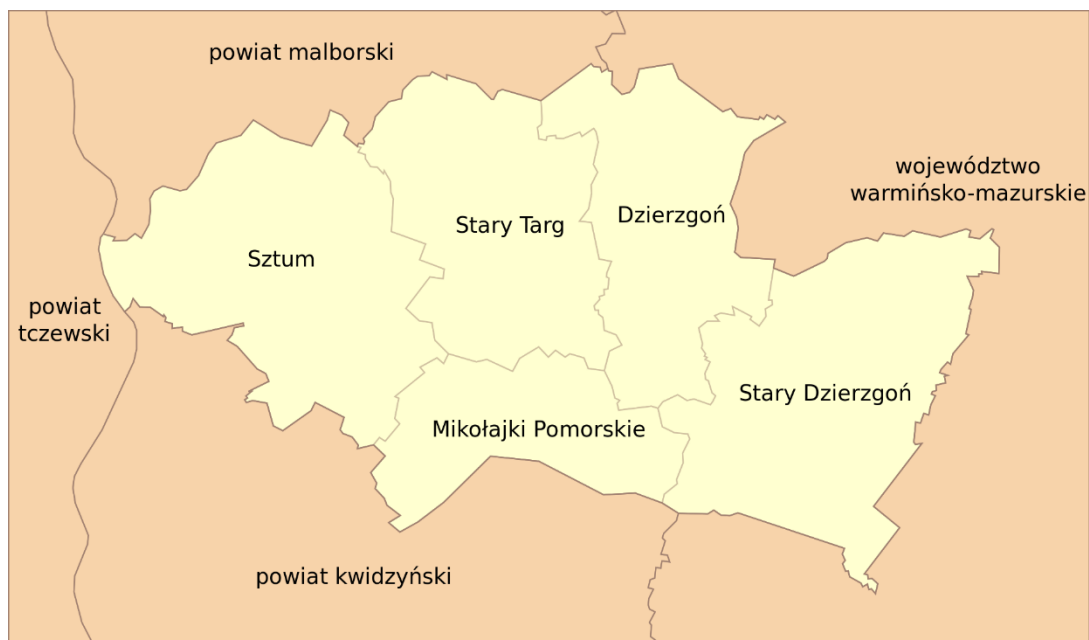 powiat malborski
województwo
warmińsko-mazurskie
Stary Targ
Dzierzgoń
Sztum
powiat
tczewski
Stary Dzierzgoń
Mikołajki Pomorskie
powiat kwidzyński